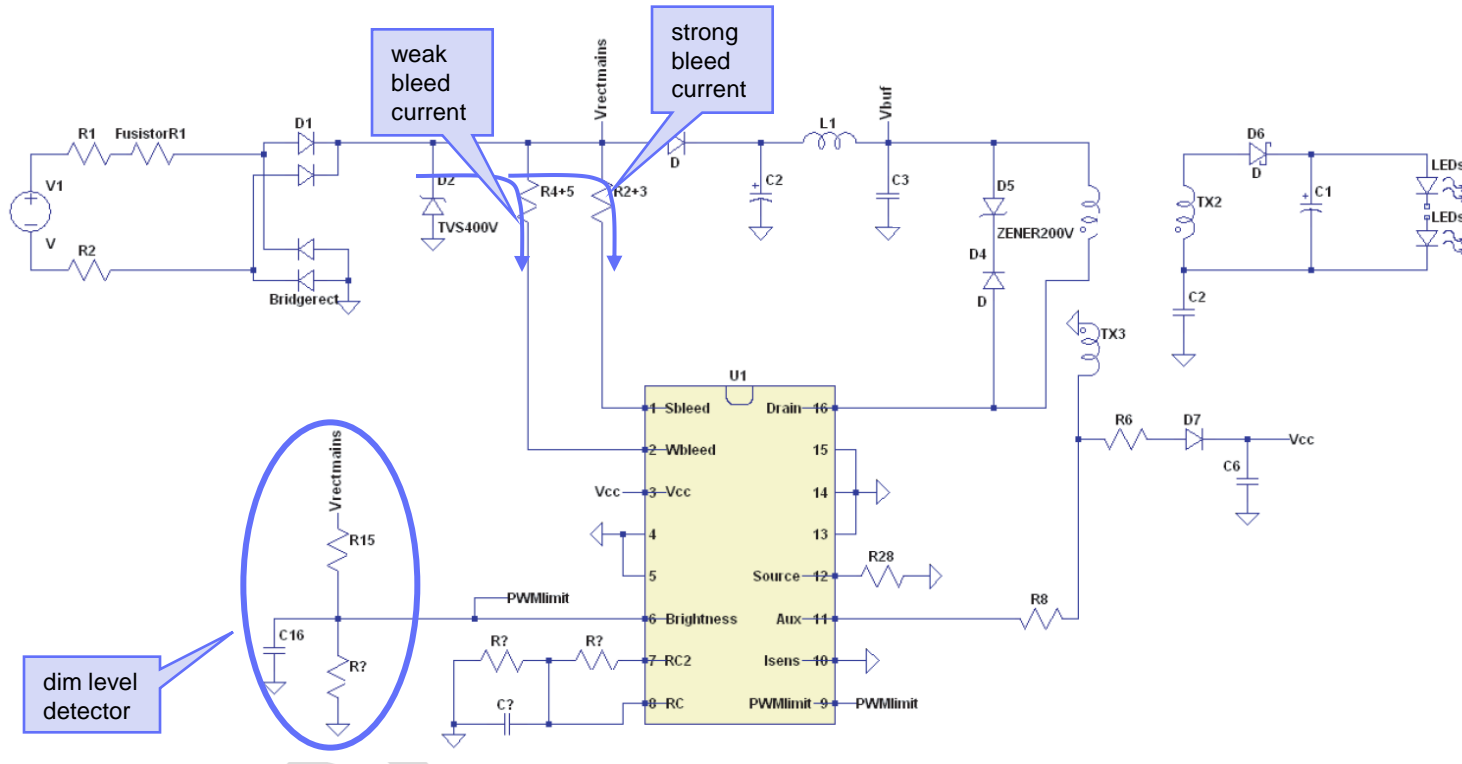 weak
bleed
current
strong
bleed
current
Vrectmains
Vbuf
R1
FusistorR1
D1
D
L1
D6
D
V1
V
R2
Bridgerect
D2
TVS400V
R4+5
R2+3
C2
C3
D5
ZENER200V
D4
D
TX2
C1
LEDs
LEDs
C2
TX3
U1
1 Sbleed
Drain 16
2 Wbleed
15
Vcc
3 Vcc
14
4
13
5
Source 12
R28
6 Brightness
Aux 11
R8
7 RC2
Isens 10
8 RC
PWMlimit 9
PWMlimit
R6
D7
Vcc
C6
Vrectmains
R15
PWMlimit
C16
R?
R?
R?
C?
dim level
detector